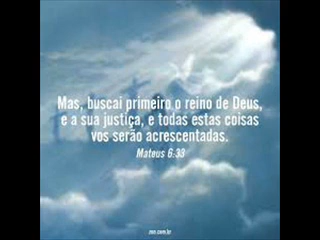 Mas, buscai primeiro o reino de Deus,
e a sua justiça, e todas estas coisas
vos serão acrescentadas.
Mateus 6:33